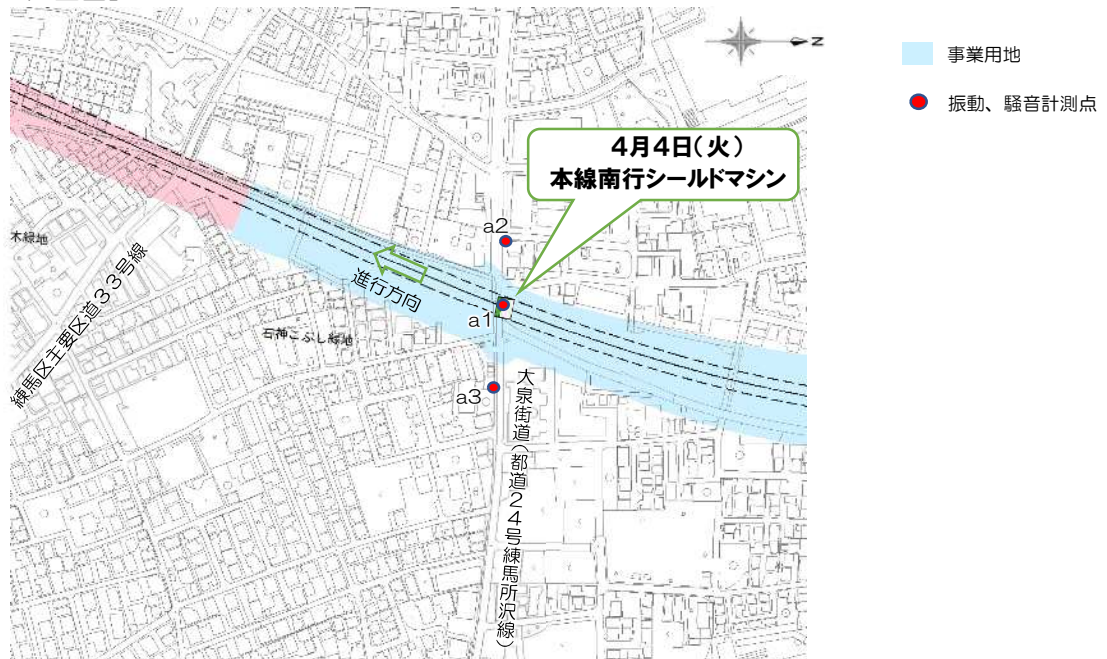 N
事業用地
振動、騒音計測点
4月4日(火)
本線南行シールドマシン
a2
木緑地
進行方向
a1
石神こぶし緑地
練馬区主要区道33号線
a3
大泉街道(都道24号練馬所沢線)